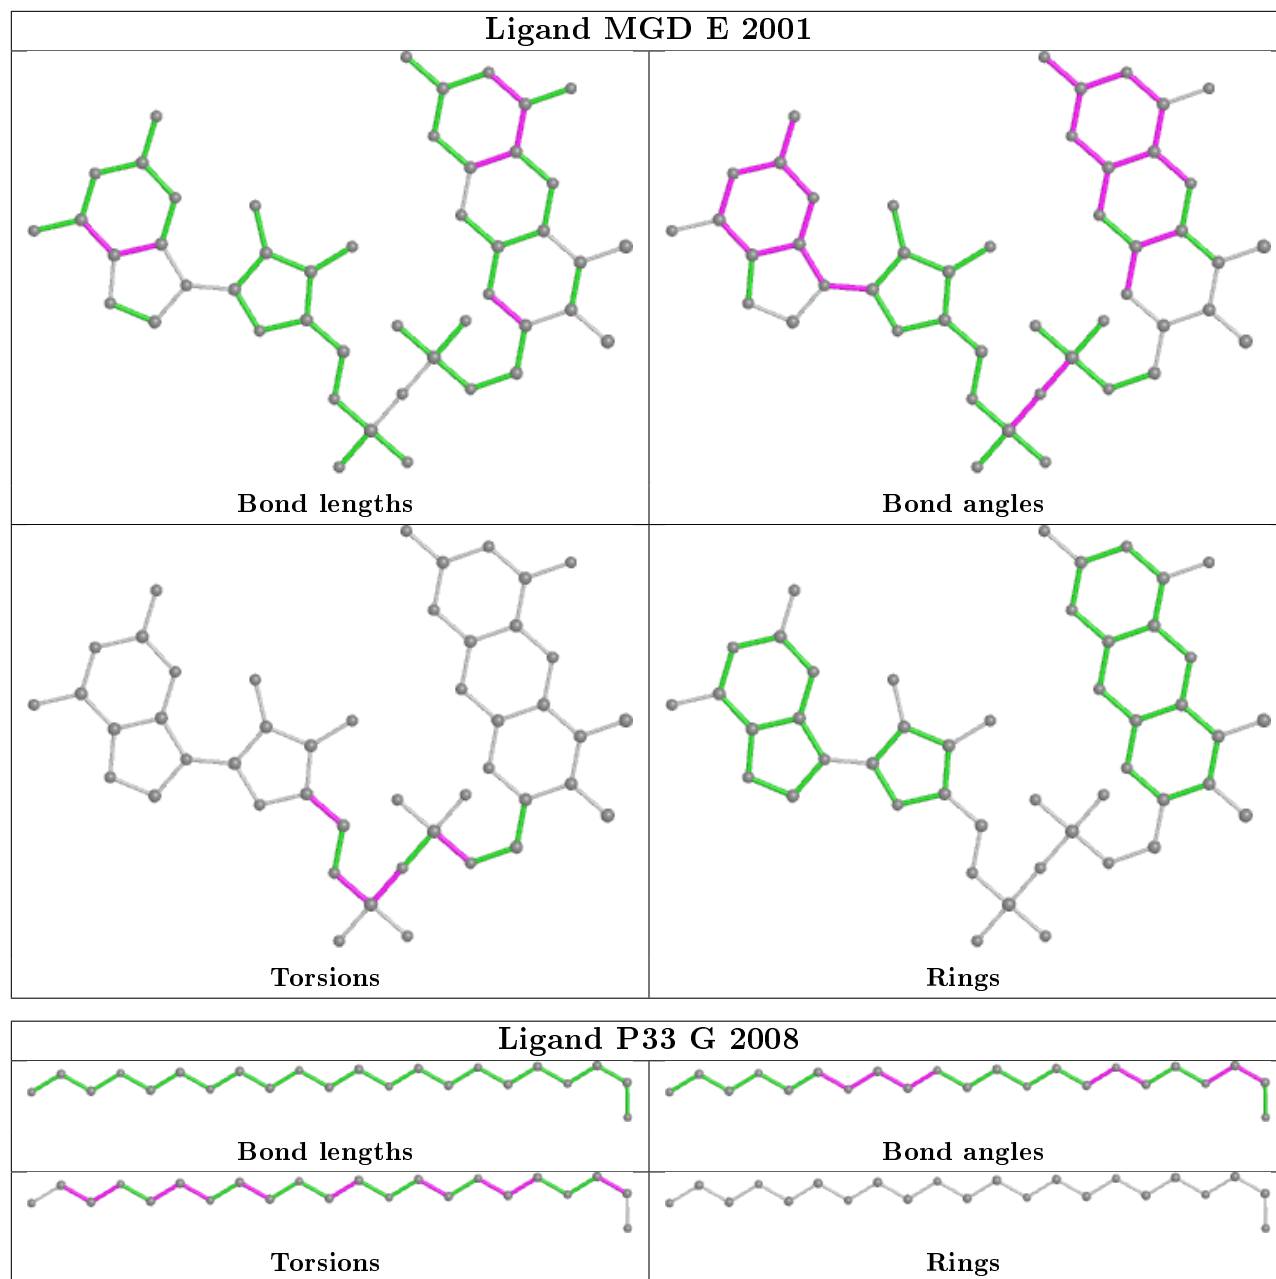 Ligand MGD E 2001
Bond lengths
Bond angles
Torsions
Rings
Ligand P33 G 2008
Bond lengths
Bond angles
Torsions
Rings